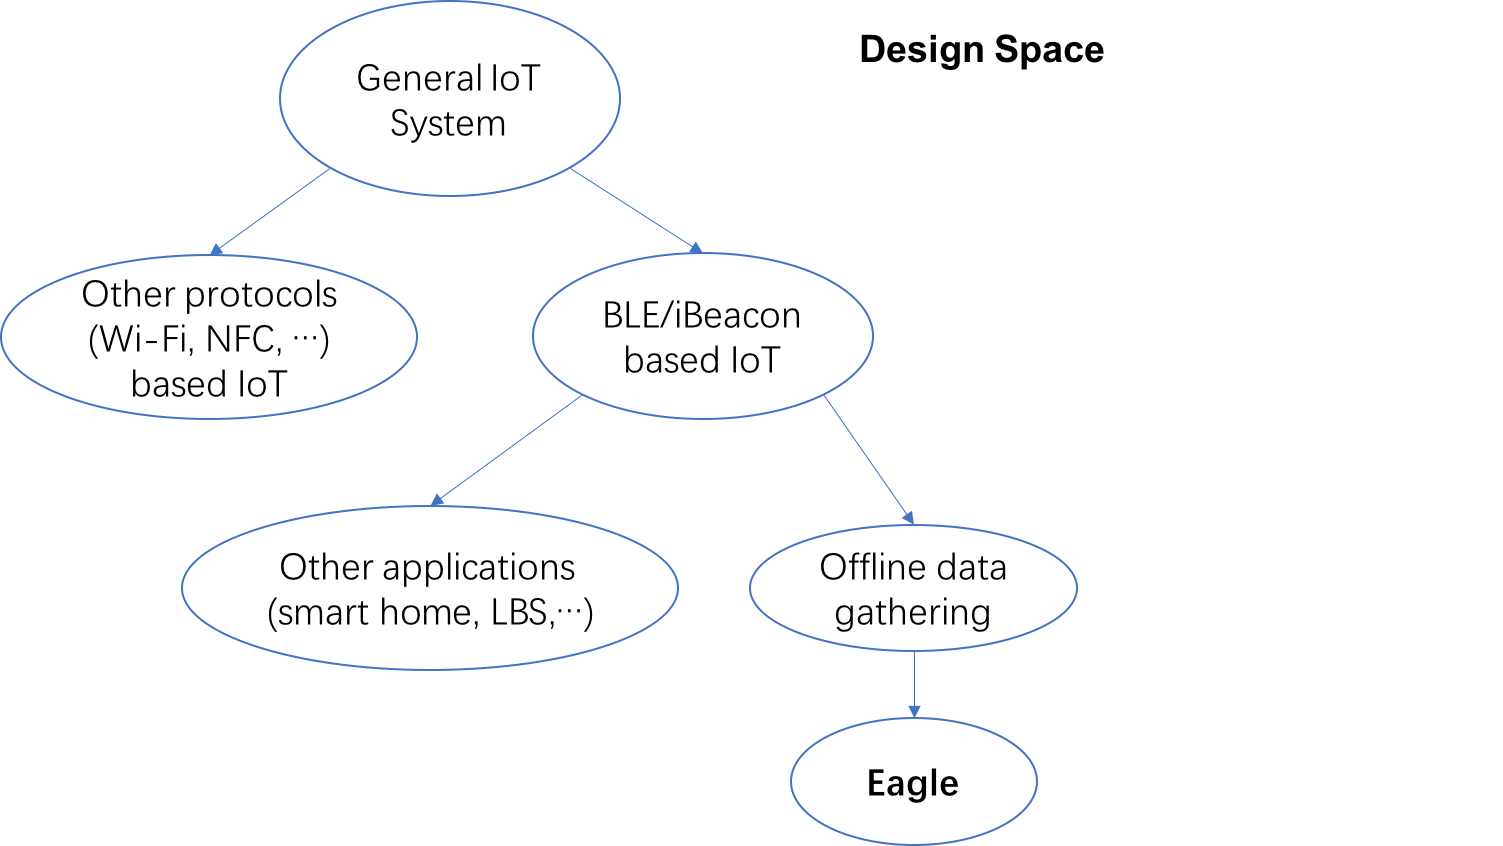 Design Space
General IoT
System
Other protocols
(Wi-Fi, NFC, ⋯)
based IoT
BLE/iBeacon
based IoT
Other applications
(smart home, LBS,⋯)
Offline data
gathering
Eagle